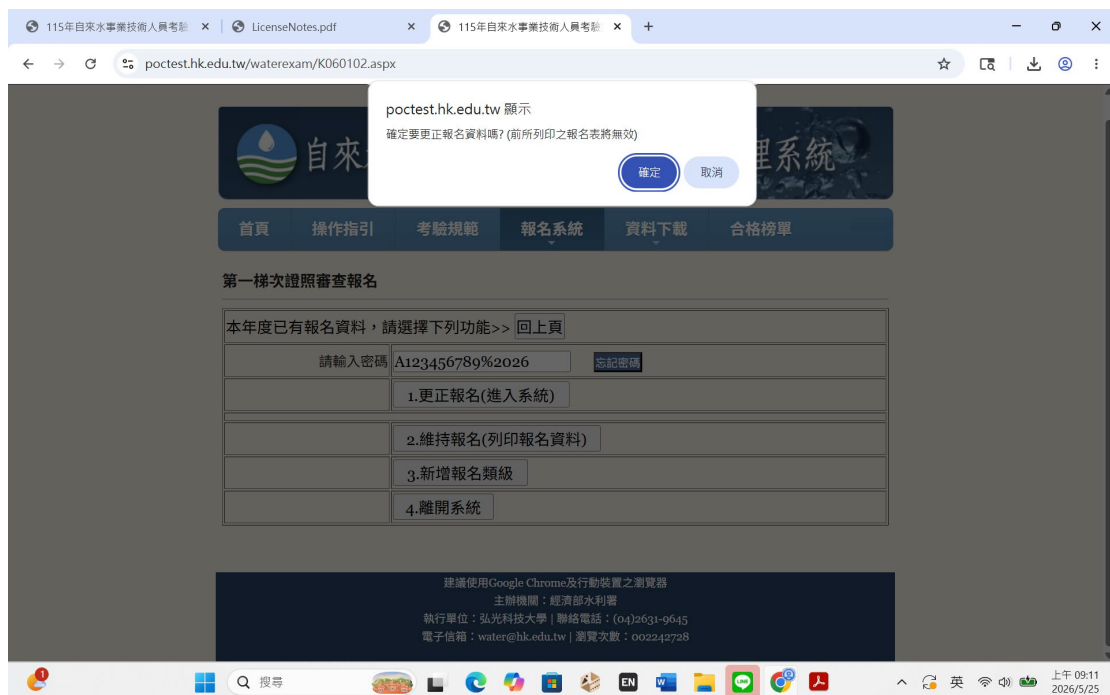 115年自來水事業技術人員考驗
LicenseNotes.pdf
115年自來水事業技術人員考驗
poctest.hk.edu.tw/waterexam/K060102.aspx
poctest.hk.edu.tw 顯示
確定要更正報名資料嗎? (前所列印之報名表將無效)
確定
取消
自來
理系統
首頁
操作指引
考驗規範
報名系統
資料下載
合格榜單
第一梯次證照審查報名
本年度已有報名資料，請選擇下列功能>> 回上頁
請輸入密碼 A123456789%2026 忘記密碼
1.更正報名(進入系統)
2.維持報名(列印報名資料)
3.新增報名類級
4.離開系統
建議使用Google Chrome及行動裝置之瀏覽器
主辦機關：經濟部水利署
執行單位：弘光科技大學 | 聯絡電話：(04)2631-9645
電子信箱：water@hk.edu.tw | 瀏覽次數：002242728
搜尋
EN
英
上午 09:11
2026/5/25